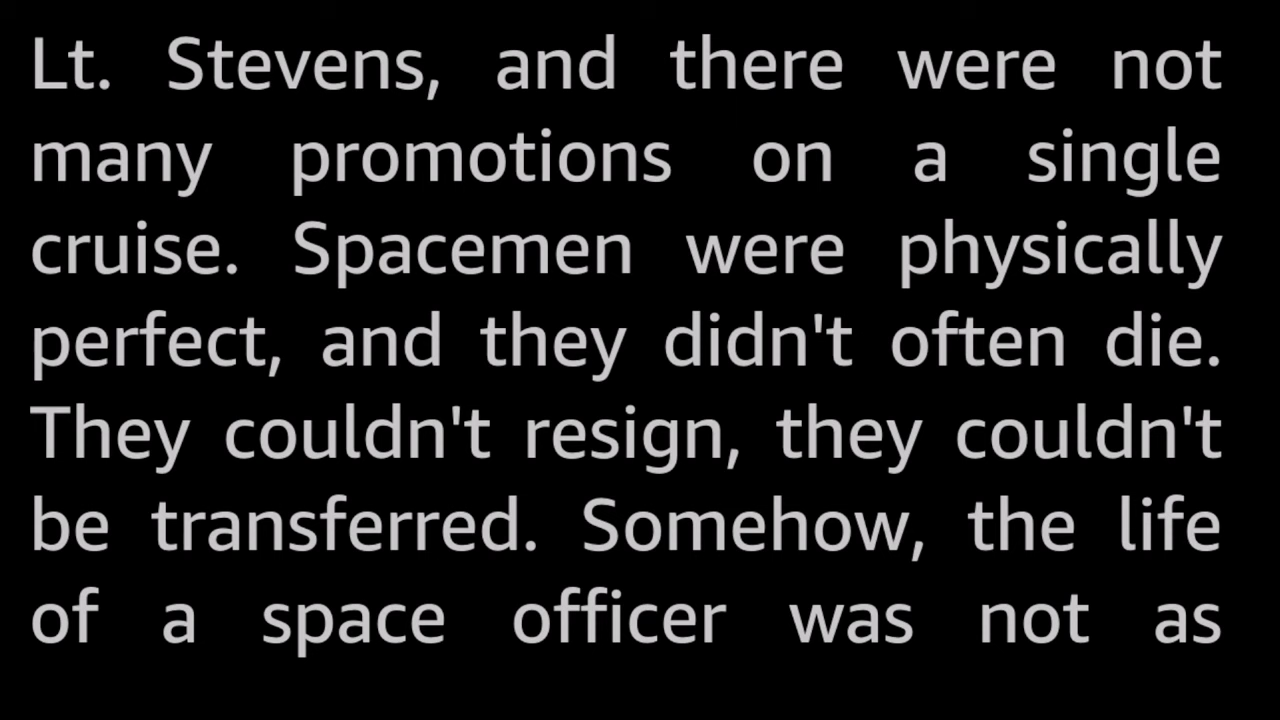 Lt. Stevens, and there were not
many promotions on a single
cruise. Spacemen were physically
perfect, and they didn't often die.
They couldn't resign, they couldn't
be transferred. Somehow, the life
of a space officer was not as